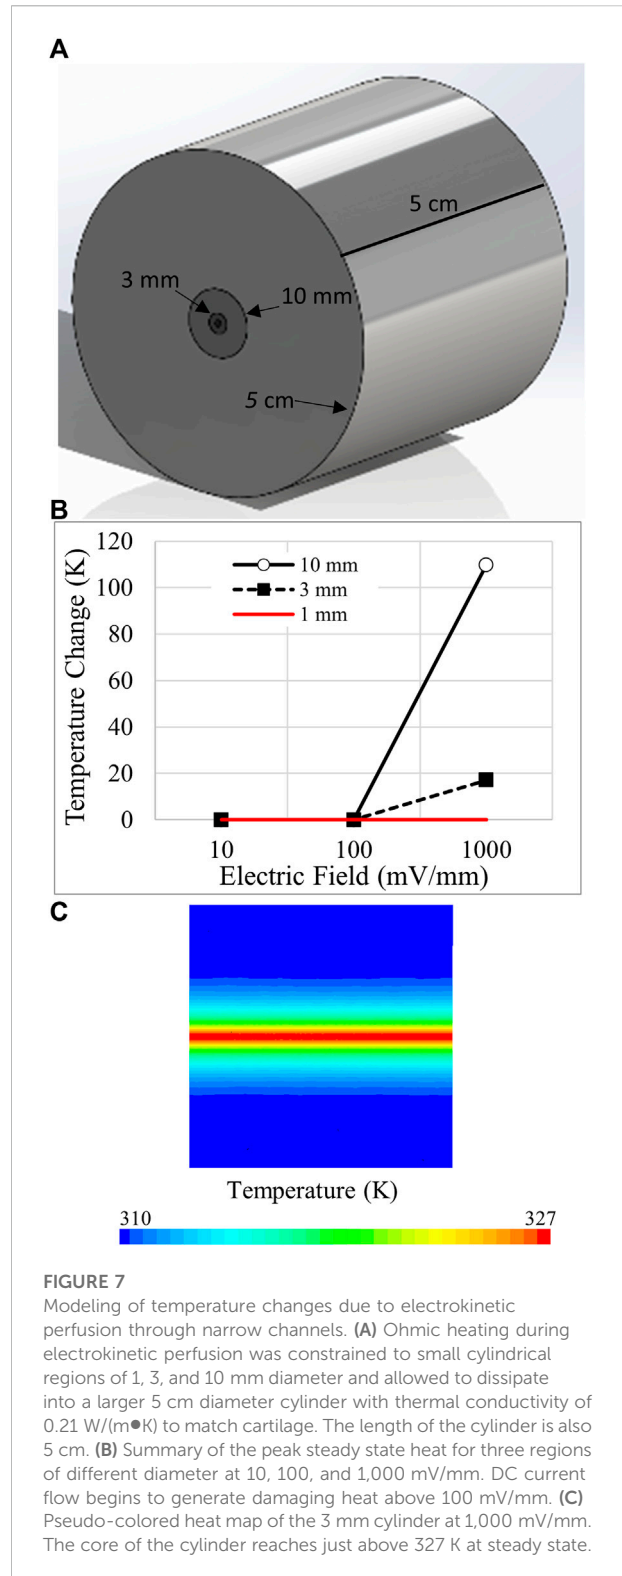 A
5 cm
3 mm
10 mm
5 cm
B
Temperature Change (K)
120
100
80
60
40
20
0
10 mm
3 mm
1 mm
10
100
1000
Electric Field (mV/mm)
C
Temperature (K)
310
327
FIGURE 7
Modeling of temperature changes due to electrokinetic
perfusion through narrow channels. (A) Ohmic heating during
electrokinetic perfusion was constrained to small cylindrical
regions of 1, 3, and 10 mm diameter and allowed to dissipate
into a larger 5 cm diameter cylinder with thermal conductivity of
0.21 W/(m●K) to match cartilage. The length of the cylinder is also
5 cm. (B) Summary of the peak steady state heat for three regions
of different diameter at 10, 100, and 1,000 mV/mm. DC current
flow begins to generate damaging heat above 100 mV/mm. (C)
Pseudo-colored heat map of the 3 mm cylinder at 1,000 mV/mm.
The core of the cylinder reaches just above 327 K at steady state.